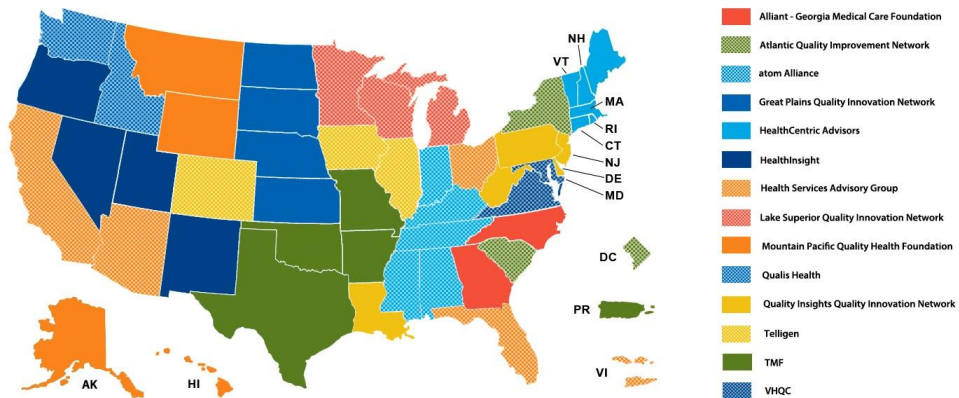 NH
VT
MA
RI
CT
NJ
DE
MD
DC
PR
VI
AK
HI
Alliant - Georgia Medical Care Foundation
Atlantic Quality Improvement Network
atom Alliance
Great Plains Quality Innovation Network
HealthCentric Advisors
HealthInsight
Health Services Advisory Group
Lake Superior Quality Innovation Network
Mountain Pacific Quality Health Foundation
Qualis Health
Quality Insights Quality Innovation Network
Telligen
TMF
VHQC